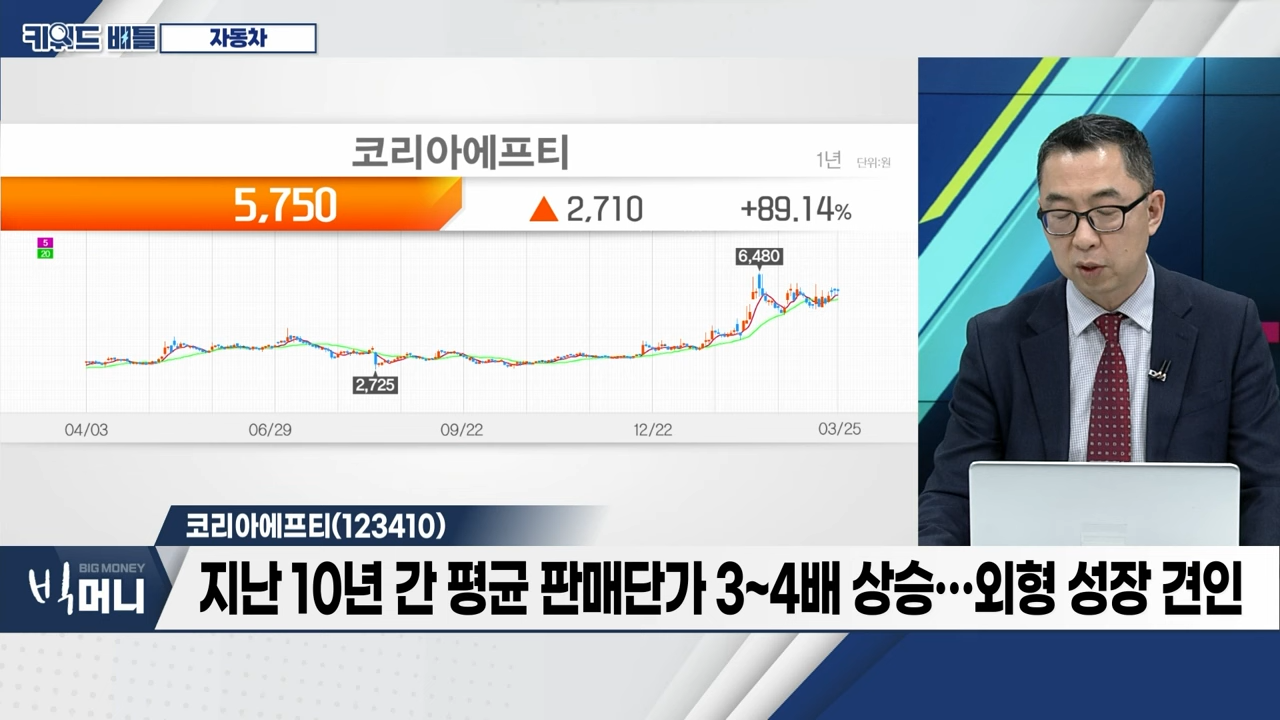 키워드 배틀
자동차
코리아에프티
1년 단위:원
5,750
▲ 2,710
+89.14%
5
20
6,480
2,725
04/03
06/29
09/22
12/22
03/25
코리아에프티(123410)
BIG MONEY
빅머니
지난 10년 간 평균 판매단가 3~4배 상승…외형 성장 견인